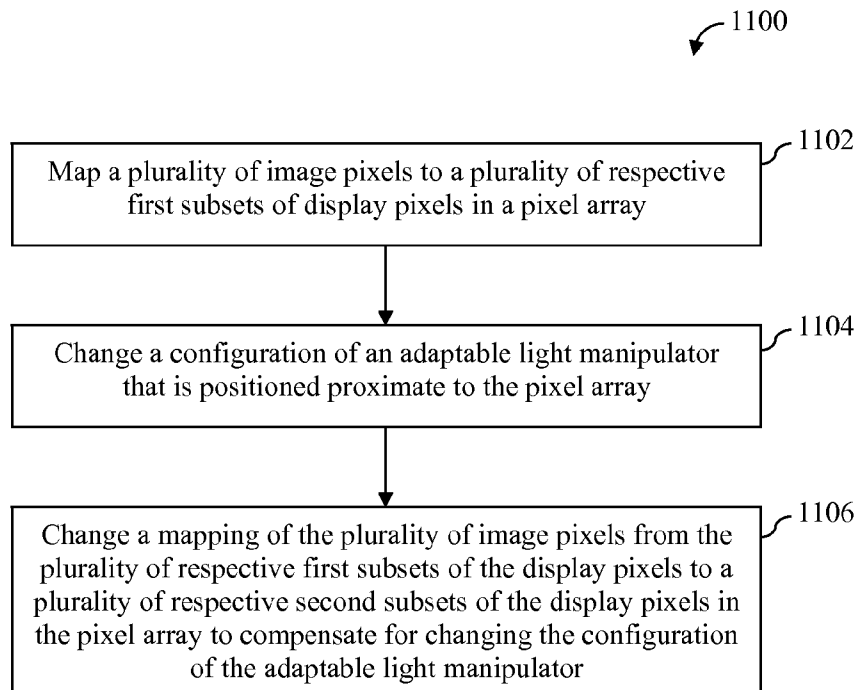 1100
1102
Map a plurality of image pixels to a plurality of respective
first subsets of display pixels in a pixel array
1104
Change a configuration of an adaptable light manipulator
that is positioned proximate to the pixel array
1106
Change a mapping of the plurality of image pixels from the
plurality of respective first subsets of the display pixels to a
plurality of respective second subsets of the display pixels in
the pixel array to compensate for changing the configuration
of the adaptable light manipulator